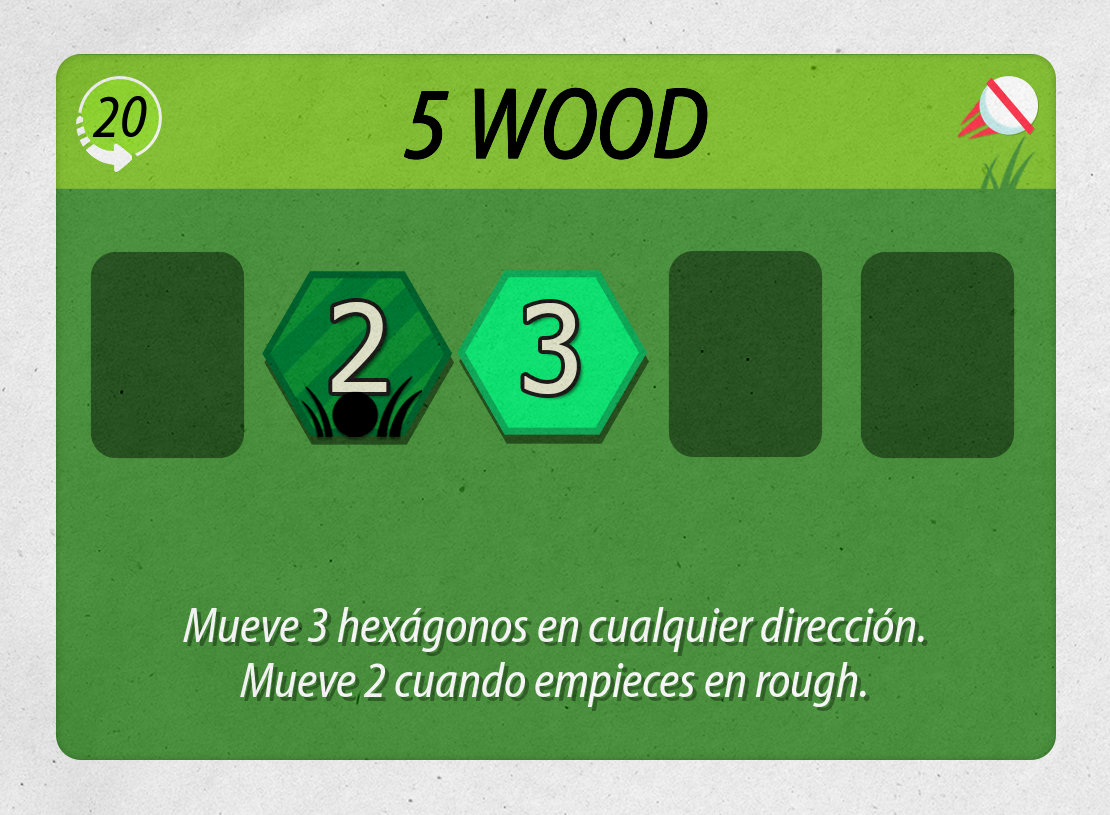 20
5 WOOD
2
3
Mueve 3 hexágonos en cualquier dirección.
Mueve 2 cuando empieces en rough.